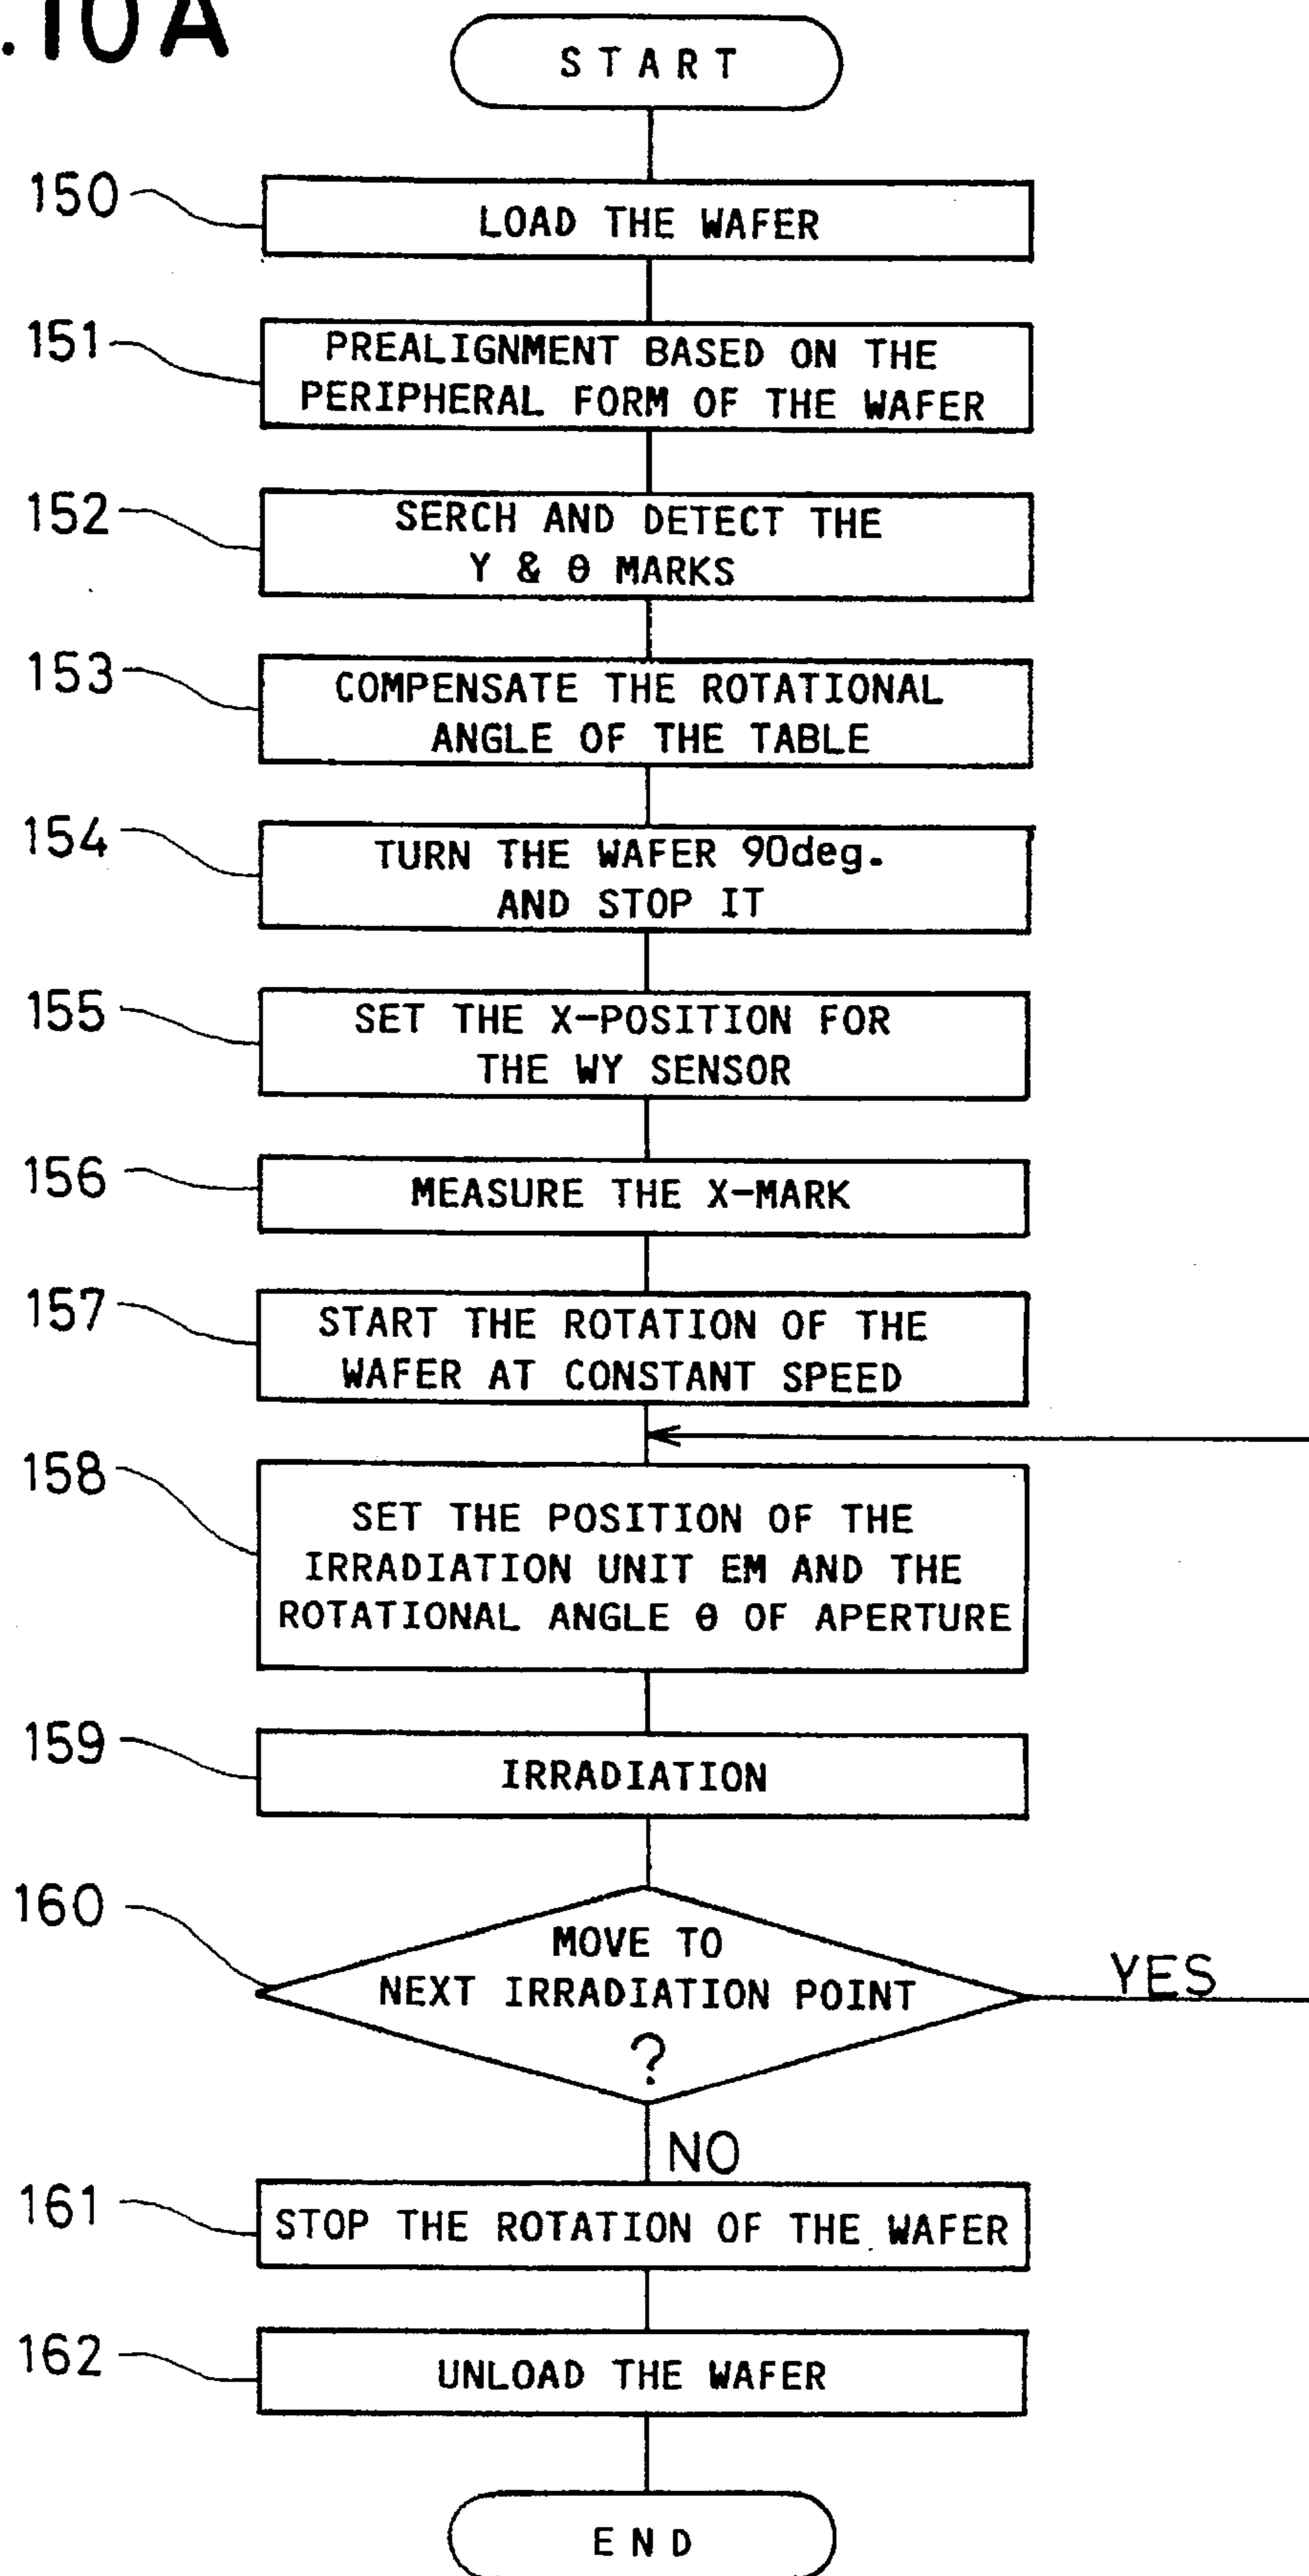 .10A
START
150
LOAD THE WAFER
151
PREALIGNMENT BASED ON THE
PERIPHERAL FORM OF THE WAFER
152
SERCH AND DETECT THE
Y & θ MARKS
153
COMPENSATE THE ROTATIONAL
ANGLE OF THE TABLE
154
TURN THE WAFER 90deg.
AND STOP IT
155
SET THE X-POSITION FOR
THE WY SENSOR
156
MEASURE THE X-MARK
157
START THE ROTATION OF THE
WAFER AT CONSTANT SPEED
158
SET THE POSITION OF THE
IRRADIATION UNIT EM AND THE
ROTATIONAL ANGLE θ OF APERTURE
159
IRRADIATION
160
MOVE TO
NEXT IRRADIATION POINT
?
YES
NO
161
STOP THE ROTATION OF THE WAFER
162
UNLOAD THE WAFER
END